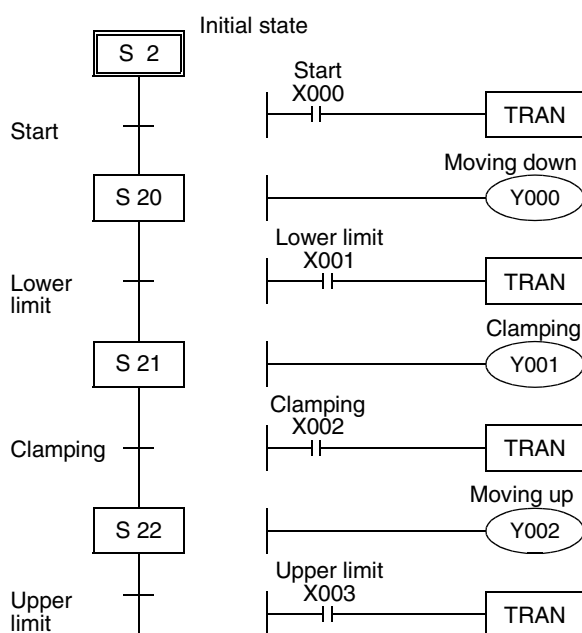 Initial state
S 2
Start
X000
TRAN
Start
Moving down
S 20
Y000
Lower limit
X001
TRAN
Lower
limit
Clamping
S 21
Y001
Clamping
X002
Clamping
TRAN
Moving up
S 22
Y002
Upper limit
X003
TRAN
Upper
limit